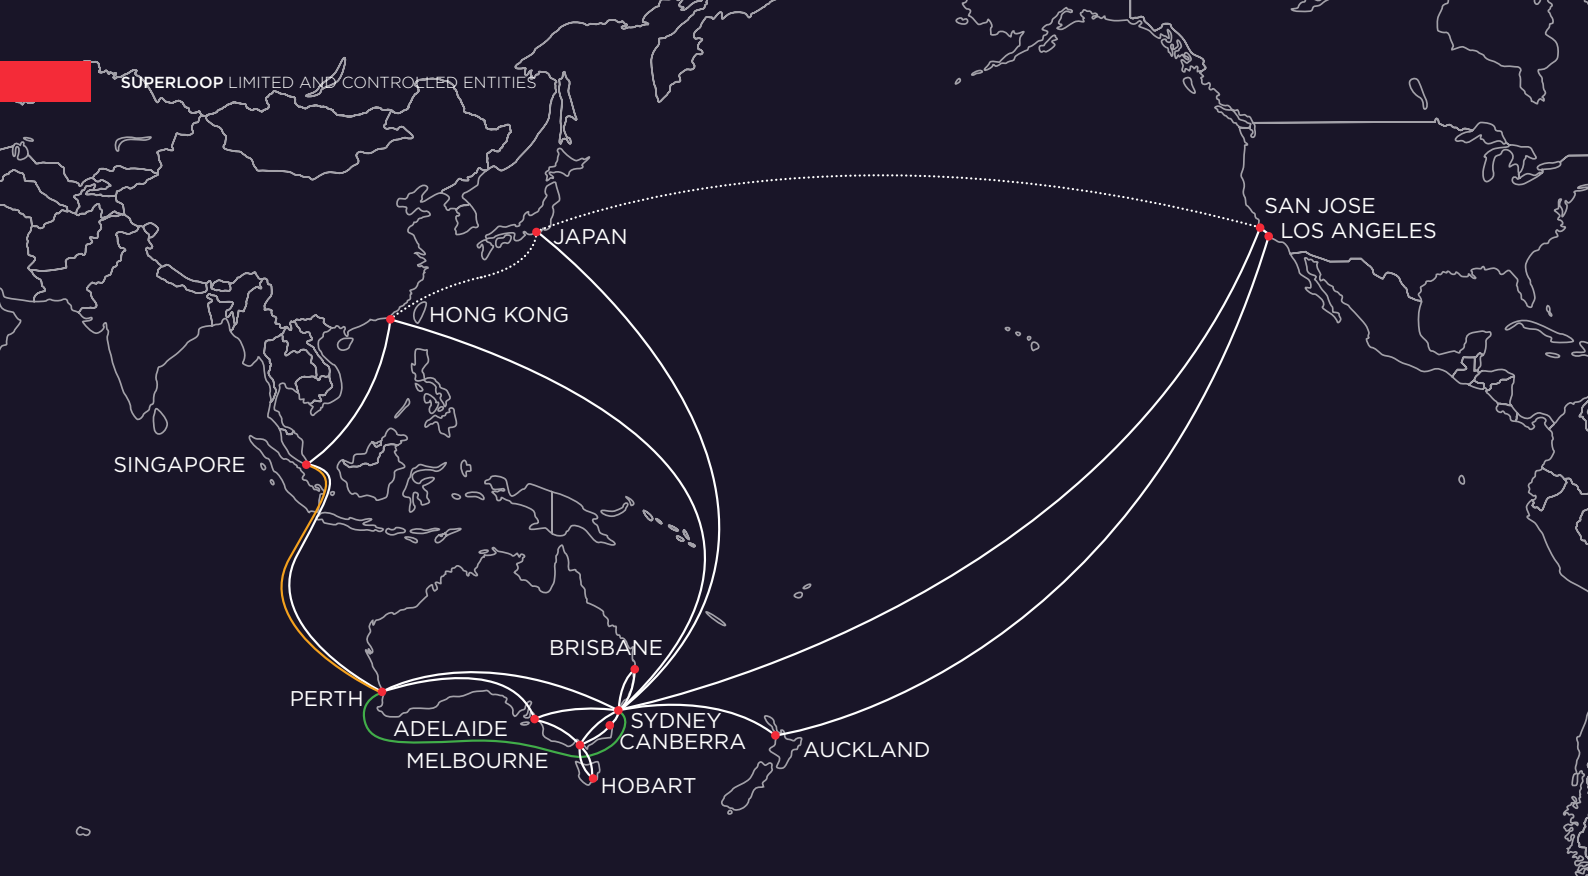 SUPERLOOP LIMITED AND CONTROLLED ENTITIES
SAN JOSE
LOS ANGELES
JAPAN
HONG KONG
SINGAPORE
BRISBANE
PERTH
ADELAIDE
SYDNEY
CANBERRA
MELBOURNE
AUCKLAND
HOBART